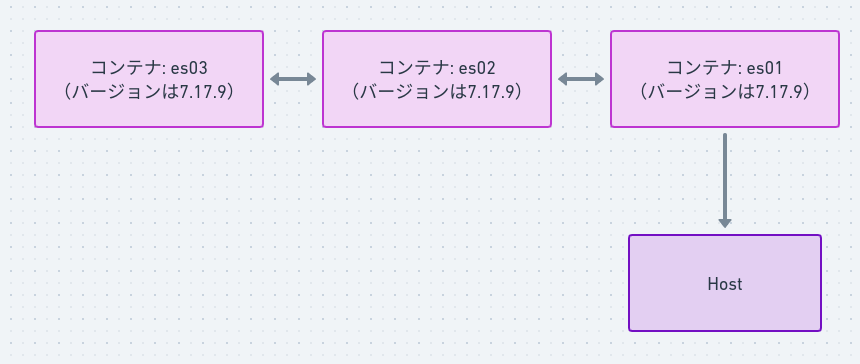 コンテナ: es03
（バージョンは7.17.9）
コンテナ: es02
（バージョンは7.17.9）
コンテナ: es01
（バージョンは7.17.9）
Host